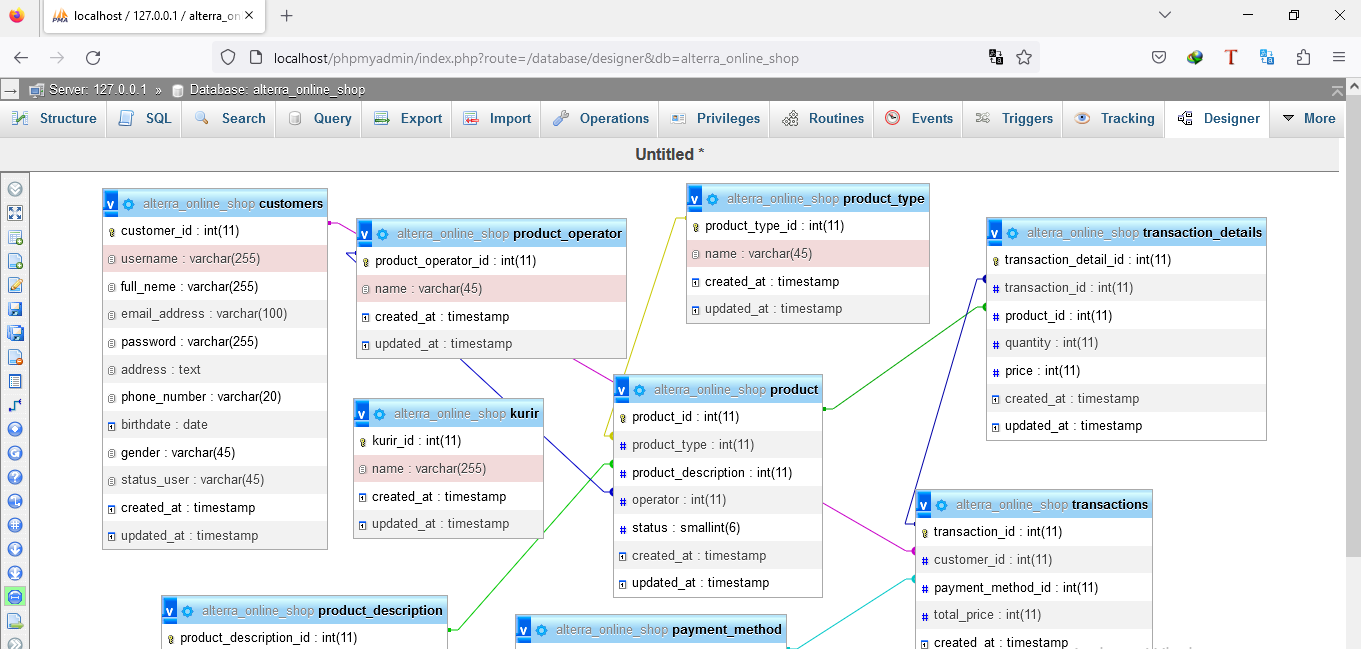 localhost / 127.0.0.1 / alterra_on
localhost/phpmyadmin/index.php?route=/database/designer&db=alterra_online_shop
Server: 127.0.0.1 » Database: alterra_online_shop
Structure SQL Search Query Export Import Operations Privileges Routines Events Triggers Tracking Designer More
Untitled *
v alterra_online_shop customers
customer_id : int(11)
username : varchar(255)
full_neme : varchar(255)
email_address : varchar(100)
password : varchar(255)
address : text
phone_number : varchar(20)
birthdate : date
gender : varchar(45)
status_user : varchar(45)
created_at : timestamp
updated_at : timestamp
v alterra_online_shop product_operator
product_operator_id : int(11)
name : varchar(45)
created_at : timestamp
updated_at : timestamp
v alterra_online_shop product_type
product_type_id : int(11)
name : varchar(45)
created_at : timestamp
updated_at : timestamp
v alterra_online_shop transaction_details
transaction_detail_id : int(11)
# transaction_id : int(11)
# product_id : int(11)
# quantity : int(11)
# price : int(11)
created_at : timestamp
updated_at : timestamp
v alterra_online_shop kurir
kurir_id : int(11)
name : varchar(255)
created_at : timestamp
updated_at : timestamp
v alterra_online_shop product
product_id : int(11)
# product_type : int(11)
# product_description : int(11)
# operator : int(11)
# status : smallint(6)
created_at : timestamp
updated_at : timestamp
v alterra_online_shop transactions
transaction_id : int(11)
# customer_id : int(11)
# payment_method_id : int(11)
# total_price : int(11)
created_at : timestamp
v alterra_online_shop product_description
product_description_id : int(11)
v alterra_online_shop payment_method